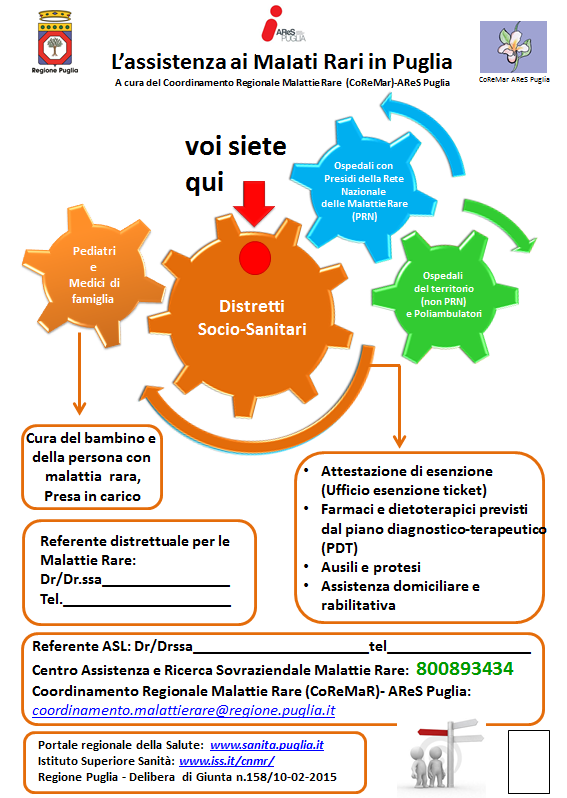 Regione Puglia
AReS PUGLIA
CoReMar AReS Puglia
L'assistenza ai Malati Rari in Puglia
A cura del Coordinamento Regionale Malattie Rare (CoReMar)-AReS Puglia
voi siete
qui
Ospedali con
Presidi della Rete
Nazionale
delle Malattie Rare
(PRN)
Pediatri
e
Medici di
famiglia
Distretti
Socio-Sanitari
Ospedali
del territorio
(non PRN)
e Poliambulatori
Cura del bambino e
della persona con
malattia rara,
Presa in carico
• Attestazione di esenzione
(Ufficio esenzione ticket)
• Farmaci e dietoterapici previsti
dal piano diagnostico-terapeutico
(PDT)
• Ausili e protesi
• Assistenza domiciliare e
rabilitativa
Referente distrettuale per le
Malattie Rare:
Dr/Dr.ssa________________
Tel._____________________
Referente ASL: Dr/Drssa______________________tel__________________
Centro Assistenza e Ricerca Sovraziendale Malattie Rare: 800893434
Coordinamento Regionale Malattie Rare (CoReMaR)- AReS Puglia:
coordinamento.malattierare@regione.puglia.it
Portale regionale della Salute: www.sanita.puglia.it
Istituto Superiore Sanità: www.iss.it/cnmr/
Regione Puglia - Delibera di Giunta n.158/10-02-2015